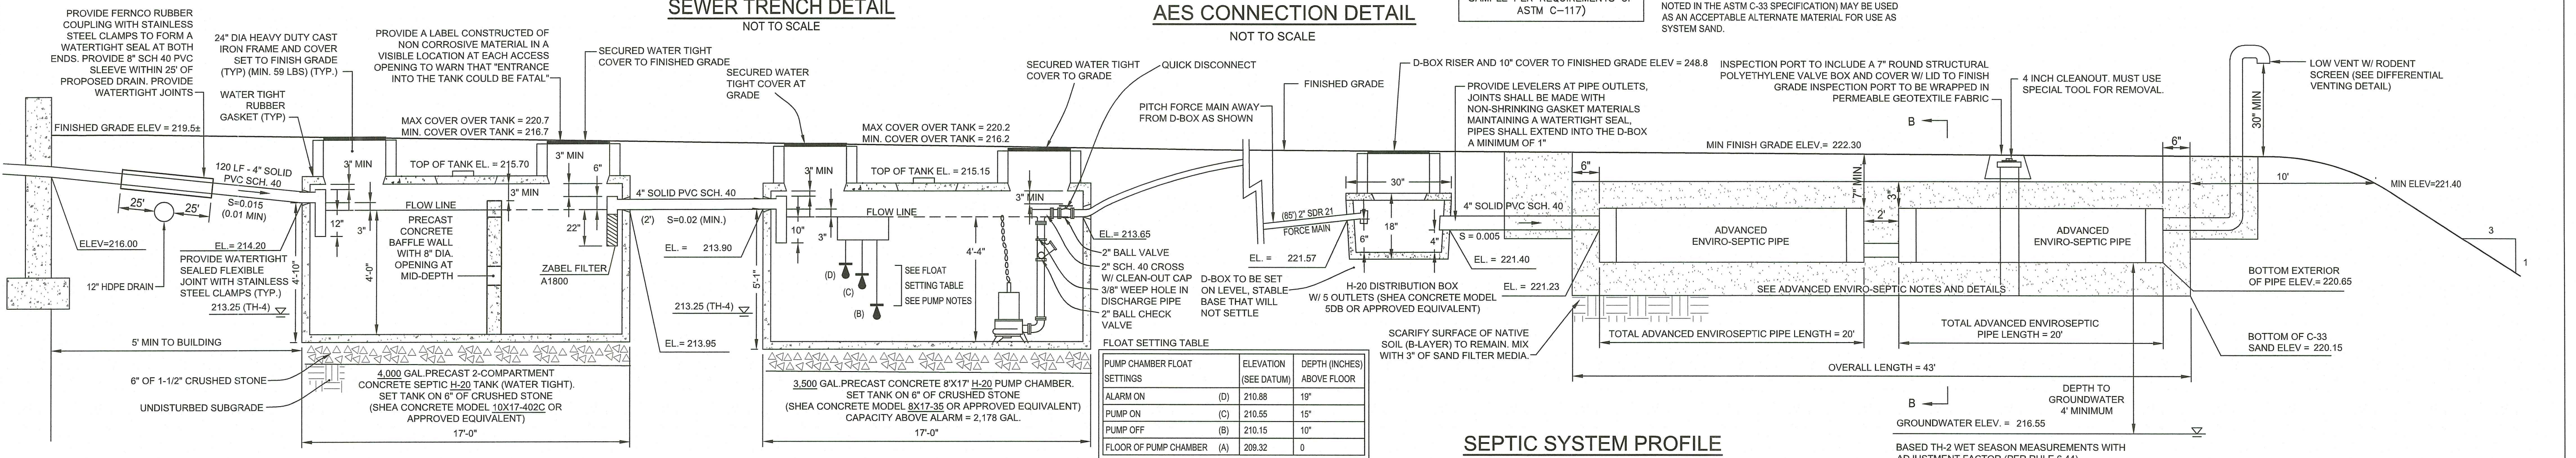 SEWER TRENCH DETAIL
NOT TO SCALE
AES CONNECTION DETAIL
NOT TO SCALE
ASTM C-117)
NOTED IN THE ASTM C-33 SPECIFICATION) MAY BE USED
AS AN ACCEPTABLE ALTERNATE MATERIAL FOR USE AS
SYSTEM SAND.
PROVIDE FERNCO RUBBER
COUPLING WITH STAINLESS
STEEL CLAMPS TO FORM A
WATERTIGHT SEAL AT BOTH
ENDS. PROVIDE 8" SCH 40 PVC
SLEEVE WITHIN 25' OF
PROPOSED DRAIN. PROVIDE
WATERTIGHT JOINTS
24" DIA HEAVY DUTY CAST
IRON FRAME AND COVER
SET TO FINISH GRADE
(TYP) (MIN. 59 LBS) (TYP.)
WATER TIGHT
RUBBER
GASKET (TYP)
PROVIDE A LABEL CONSTRUCTED OF
NON CORROSIVE MATERIAL IN A
VISIBLE LOCATION AT EACH ACCESS
OPENING TO WARN THAT "ENTRANCE
INTO THE TANK COULD BE FATAL"
SECURED WATER TIGHT
COVER TO FINISHED GRADE
SECURED WATER
TIGHT COVER AT
GRADE
SECURED WATER TIGHT
COVER TO GRADE
QUICK DISCONNECT
PITCH FORCE MAIN AWAY
FROM D-BOX AS SHOWN
FINISHED GRADE
D-BOX RISER AND 10" COVER TO FINISHED GRADE ELEV = 248.8
PROVIDE LEVELERS AT PIPE OUTLETS,
JOINTS SHALL BE MADE WITH
NON-SHRINKING GASKET MATERIALS
MAINTAINING A WATERTIGHT SEAL,
PIPES SHALL EXTEND INTO THE D-BOX
A MINIMUM OF 1"
INSPECTION PORT TO INCLUDE A 7" ROUND STRUCTURAL
POLYETHYLENE VALVE BOX AND COVER W/ LID TO FINISH
GRADE INSPECTION PORT TO BE WRAPPED IN
PERMEABLE GEOTEXTILE FABRIC
4 INCH CLEANOUT. MUST USE
SPECIAL TOOL FOR REMOVAL.
LOW VENT W/ RODENT
SCREEN (SEE DIFFERENTIAL
VENTING DETAIL)
30" MIN
B
6"
10'
MIN ELEV=221.40
3
1
FINISHED GRADE ELEV = 219.5±
MAX COVER OVER TANK = 220.7
MIN. COVER OVER TANK = 216.7
MAX COVER OVER TANK = 220.2
MIN. COVER OVER TANK = 216.2
MIN FINISH GRADE ELEV.= 222.30
120 LF - 4" SOLID
PVC SCH. 40
S=0.015
(0.01 MIN)
25'
25'
3" MIN
TOP OF TANK EL. = 215.70
3" MIN
6"
3" MIN
FLOW LINE
12"
3"
22"
4'-0"
4'-10"
PRECAST
CONCRETE
BAFFLE WALL
WITH 8" DIA.
OPENING AT
MID-DEPTH
ZABEL FILTER
A1800
4" SOLID PVC SCH. 40
(2')
S=0.02 (MIN.)
EL. = 213.90
213.25 (TH-4)
EL.= 213.95
5'-1"
3" MIN
TOP OF TANK EL. = 215.15
3" MIN
FLOW LINE
10"
3"
4'-4"
(D)
(C)
(B)
SEE FLOAT
SETTING TABLE
SEE PUMP NOTES
EL.= 213.65
2" BALL VALVE
2" SCH. 40 CROSS
W/ CLEAN-OUT CAP
3/8" WEEP HOLE IN
DISCHARGE PIPE
2" BALL CHECK
VALVE
(85') 2" SDR 21
FORCE MAIN
EL. = 221.57
30"
6"
18"
4"
4" SOLID PVC SCH. 40
S = 0.005
EL. = 221.40
D-BOX TO BE SET
ON LEVEL, STABLE
BASE THAT WILL
NOT SETTLE
H-20 DISTRIBUTION BOX
W/ 5 OUTLETS (SHEA CONCRETE MODEL
5DB OR APPROVED EQUIVALENT)
EL. = 221.23
6"
7" MIN.
3"
2'
ADVANCED
ENVIRO-SEPTIC PIPE
ADVANCED
ENVIRO-SEPTIC PIPE
SEE ADVANCED ENVIRO-SEPTIC NOTES AND DETAILS
BOTTOM EXTERIOR
OF PIPE ELEV.= 220.65
BOTTOM OF C-33
SAND ELEV = 220.15
SCARIFY SURFACE OF NATIVE
SOIL (B-LAYER) TO REMAIN. MIX
WITH 3" OF SAND FILTER MEDIA.
TOTAL ADVANCED ENVIROSEPTIC PIPE LENGTH = 20'
TOTAL ADVANCED ENVIROSEPTIC
PIPE LENGTH = 20'
OVERALL LENGTH = 43'
B
DEPTH TO
GROUNDWATER
4' MINIMUM
GROUNDWATER ELEV. = 216.55
BASED TH-2 WET SEASON MEASUREMENTS WITH
ELEV=216.00
12" HDPE DRAIN
EL.= 214.20
PROVIDE WATERTIGHT
SEALED FLEXIBLE
JOINT WITH STAINLESS
STEEL CLAMPS (TYP.)
213.25 (TH-4)
5' MIN TO BUILDING
6" OF 1-1/2" CRUSHED STONE
UNDISTURBED SUBGRADE
4,000 GAL.PRECAST 2-COMPARTMENT
CONCRETE SEPTIC H-20 TANK (WATER TIGHT).
SET TANK ON 6" OF CRUSHED STONE
(SHEA CONCRETE MODEL 10X17-402C OR
APPROVED EQUIVALENT)
17'-0"
3,500 GAL.PRECAST CONCRETE 8'X17' H-20 PUMP CHAMBER.
SET TANK ON 6" OF CRUSHED STONE
(SHEA CONCRETE MODEL 8X17-35 OR APPROVED EQUIVALENT)
CAPACITY ABOVE ALARM = 2,178 GAL.
17'-0"
FLOAT SETTING TABLE
PUMP CHAMBER FLOAT SETTINGS ELEVATION (SEE DATUM) DEPTH (INCHES) ABOVE FLOOR
ALARM ON (D) 210.88 19"
PUMP ON (C) 210.55 15"
PUMP OFF (B) 210.15 10"
FLOOR OF PUMP CHAMBER (A) 209.32 0
SEPTIC SYSTEM PROFILE